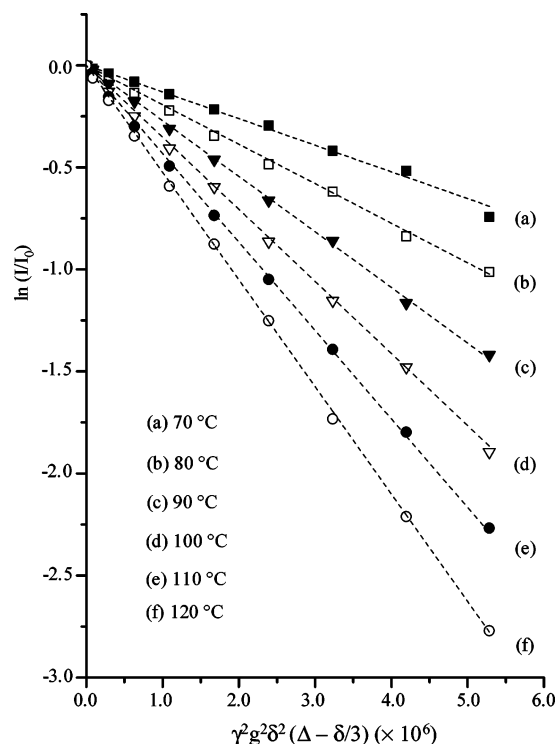 0.0
-0.5
-1.0
-1.5
-2.0
-2.5
-3.0
ln (I/I₀)
(a)
(b)
(c)
(d)
(e)
(f)
(a) 70 °C
(b) 80 °C
(c) 90 °C
(d) 100 °C
(e) 110 °C
(f) 120 °C
0.0 1.0 2.0 3.0 4.0 5.0 6.0
γ²g²δ² (Δ − δ/3) (× 10⁶)